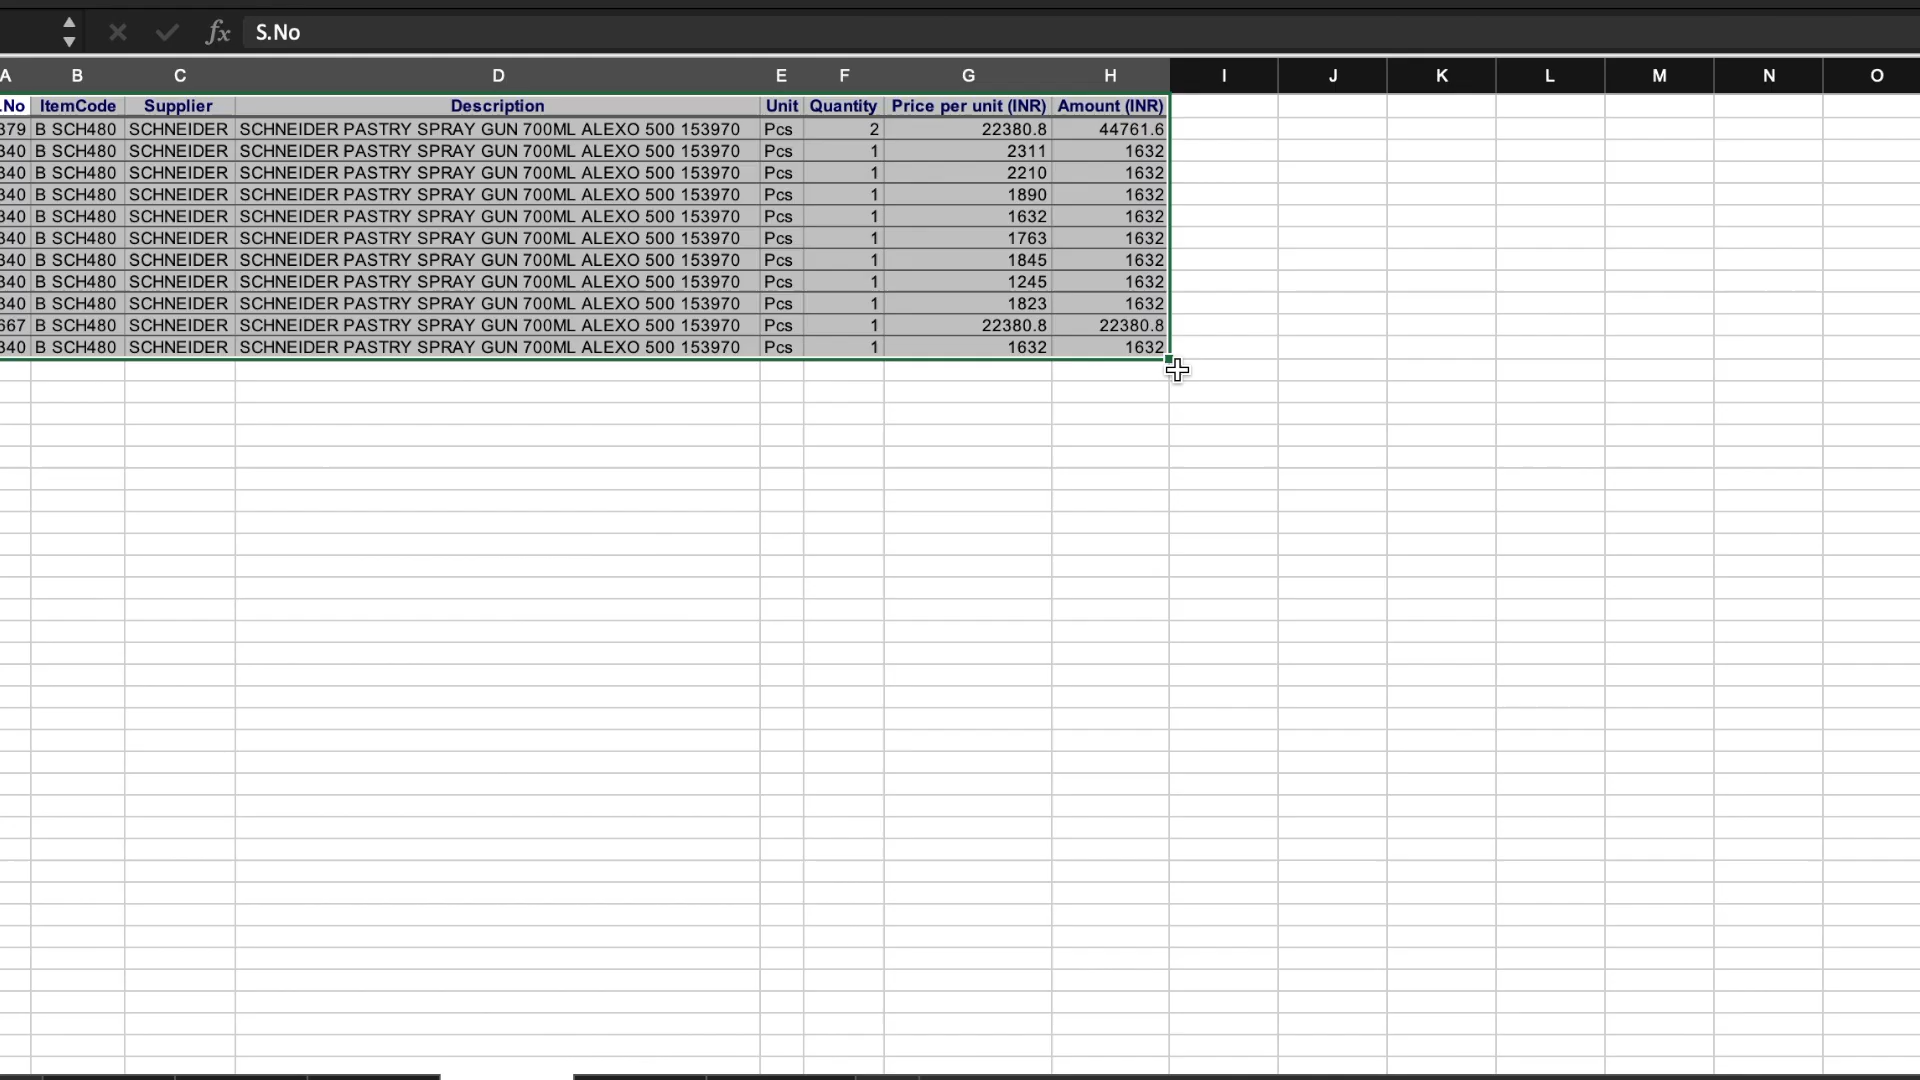 fx S.No
A B C D E F G H I J K L M N O
.No ItemCode Supplier Description Unit Quantity Price per unit (INR) Amount (INR)
379 B SCH480 SCHNEIDER SCHNEIDER PASTRY SPRAY GUN 700ML ALEXO 500 153970 Pcs 2 22380.8 44761.6
340 B SCH480 SCHNEIDER SCHNEIDER PASTRY SPRAY GUN 700ML ALEXO 500 153970 Pcs 1 2311 1632
340 B SCH480 SCHNEIDER SCHNEIDER PASTRY SPRAY GUN 700ML ALEXO 500 153970 Pcs 1 2210 1632
340 B SCH480 SCHNEIDER SCHNEIDER PASTRY SPRAY GUN 700ML ALEXO 500 153970 Pcs 1 1890 1632
340 B SCH480 SCHNEIDER SCHNEIDER PASTRY SPRAY GUN 700ML ALEXO 500 153970 Pcs 1 1632 1632
340 B SCH480 SCHNEIDER SCHNEIDER PASTRY SPRAY GUN 700ML ALEXO 500 153970 Pcs 1 1763 1632
340 B SCH480 SCHNEIDER SCHNEIDER PASTRY SPRAY GUN 700ML ALEXO 500 153970 Pcs 1 1845 1632
340 B SCH480 SCHNEIDER SCHNEIDER PASTRY SPRAY GUN 700ML ALEXO 500 153970 Pcs 1 1245 1632
340 B SCH480 SCHNEIDER SCHNEIDER PASTRY SPRAY GUN 700ML ALEXO 500 153970 Pcs 1 1823 1632
667 B SCH480 SCHNEIDER SCHNEIDER PASTRY SPRAY GUN 700ML ALEXO 500 153970 Pcs 1 22380.8 22380.8
340 B SCH480 SCHNEIDER SCHNEIDER PASTRY SPRAY GUN 700ML ALEXO 500 153970 Pcs 1 1632 1632